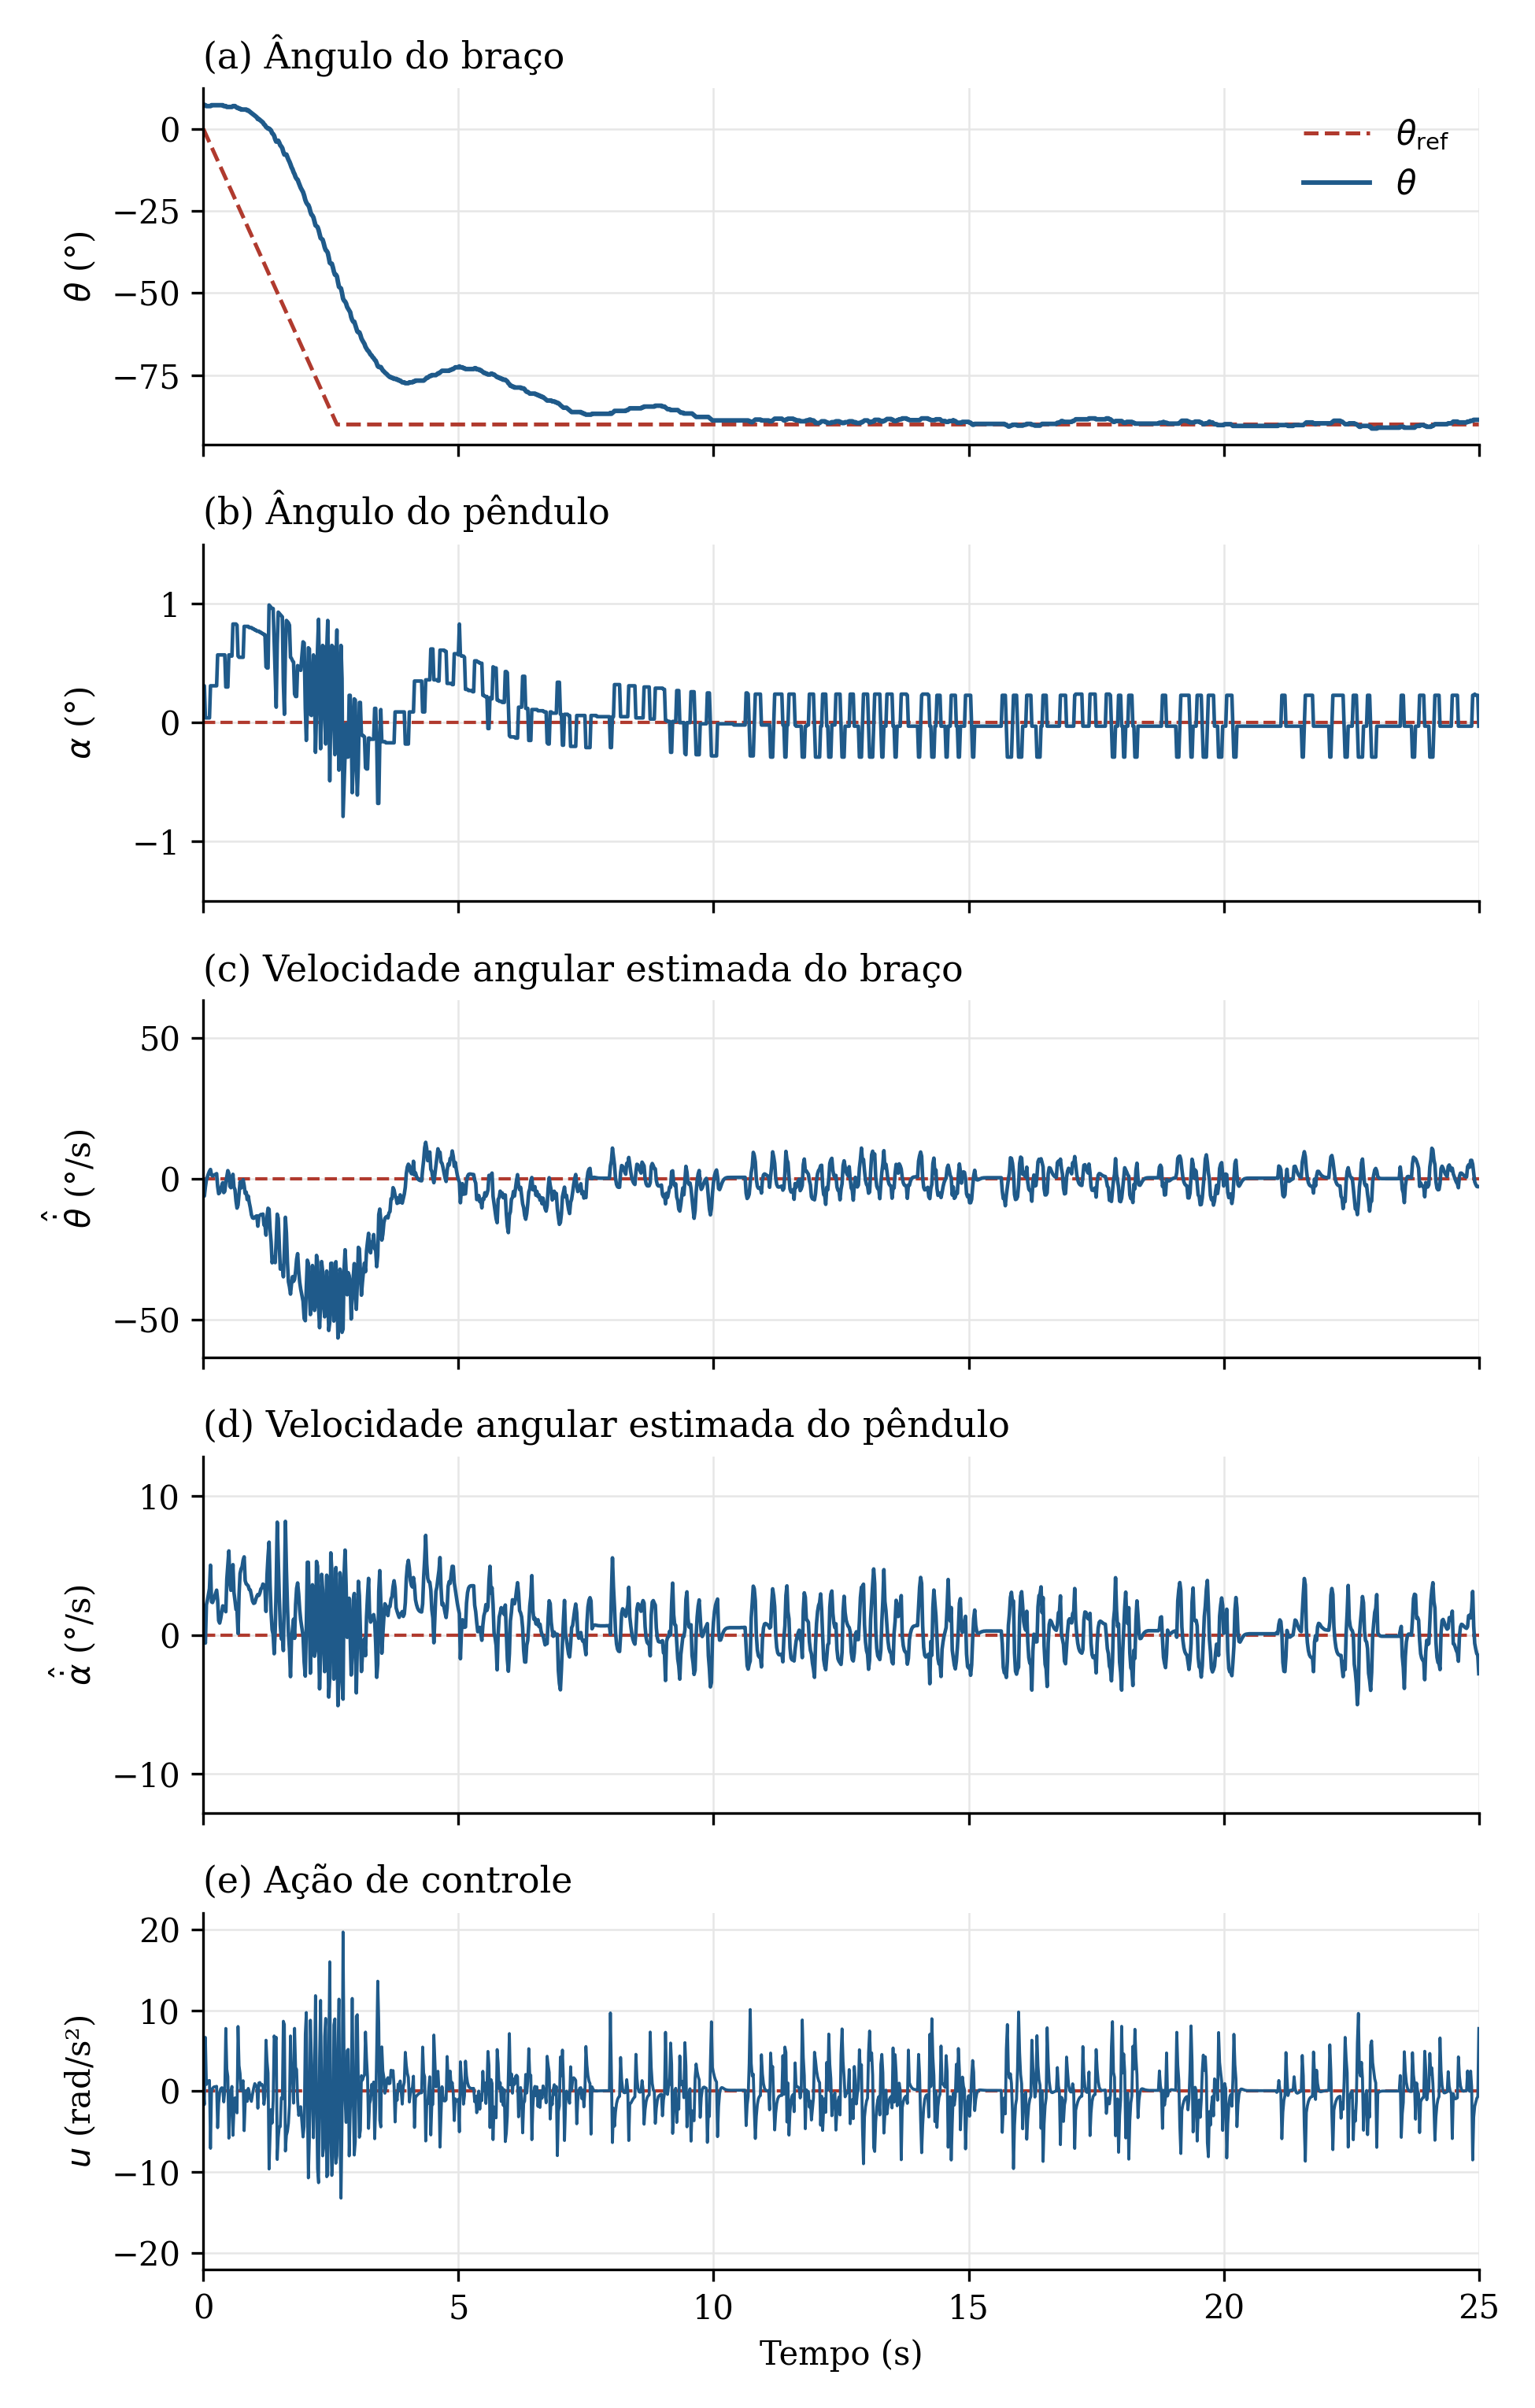 (a) Ângulo do braço
θ (°)
0
−25
−50
−75
θref
θ
(b) Ângulo do pêndulo
α (°)
1
0
−1
(c) Velocidade angular estimada do braço
θ̇̂ (°/s)
50
0
−50
(d) Velocidade angular estimada do pêndulo
α̇̂ (°/s)
10
0
−10
(e) Ação de controle
u (rad/s²)
20
10
0
−10
−20
0 5 10 15 20 25
Tempo (s)